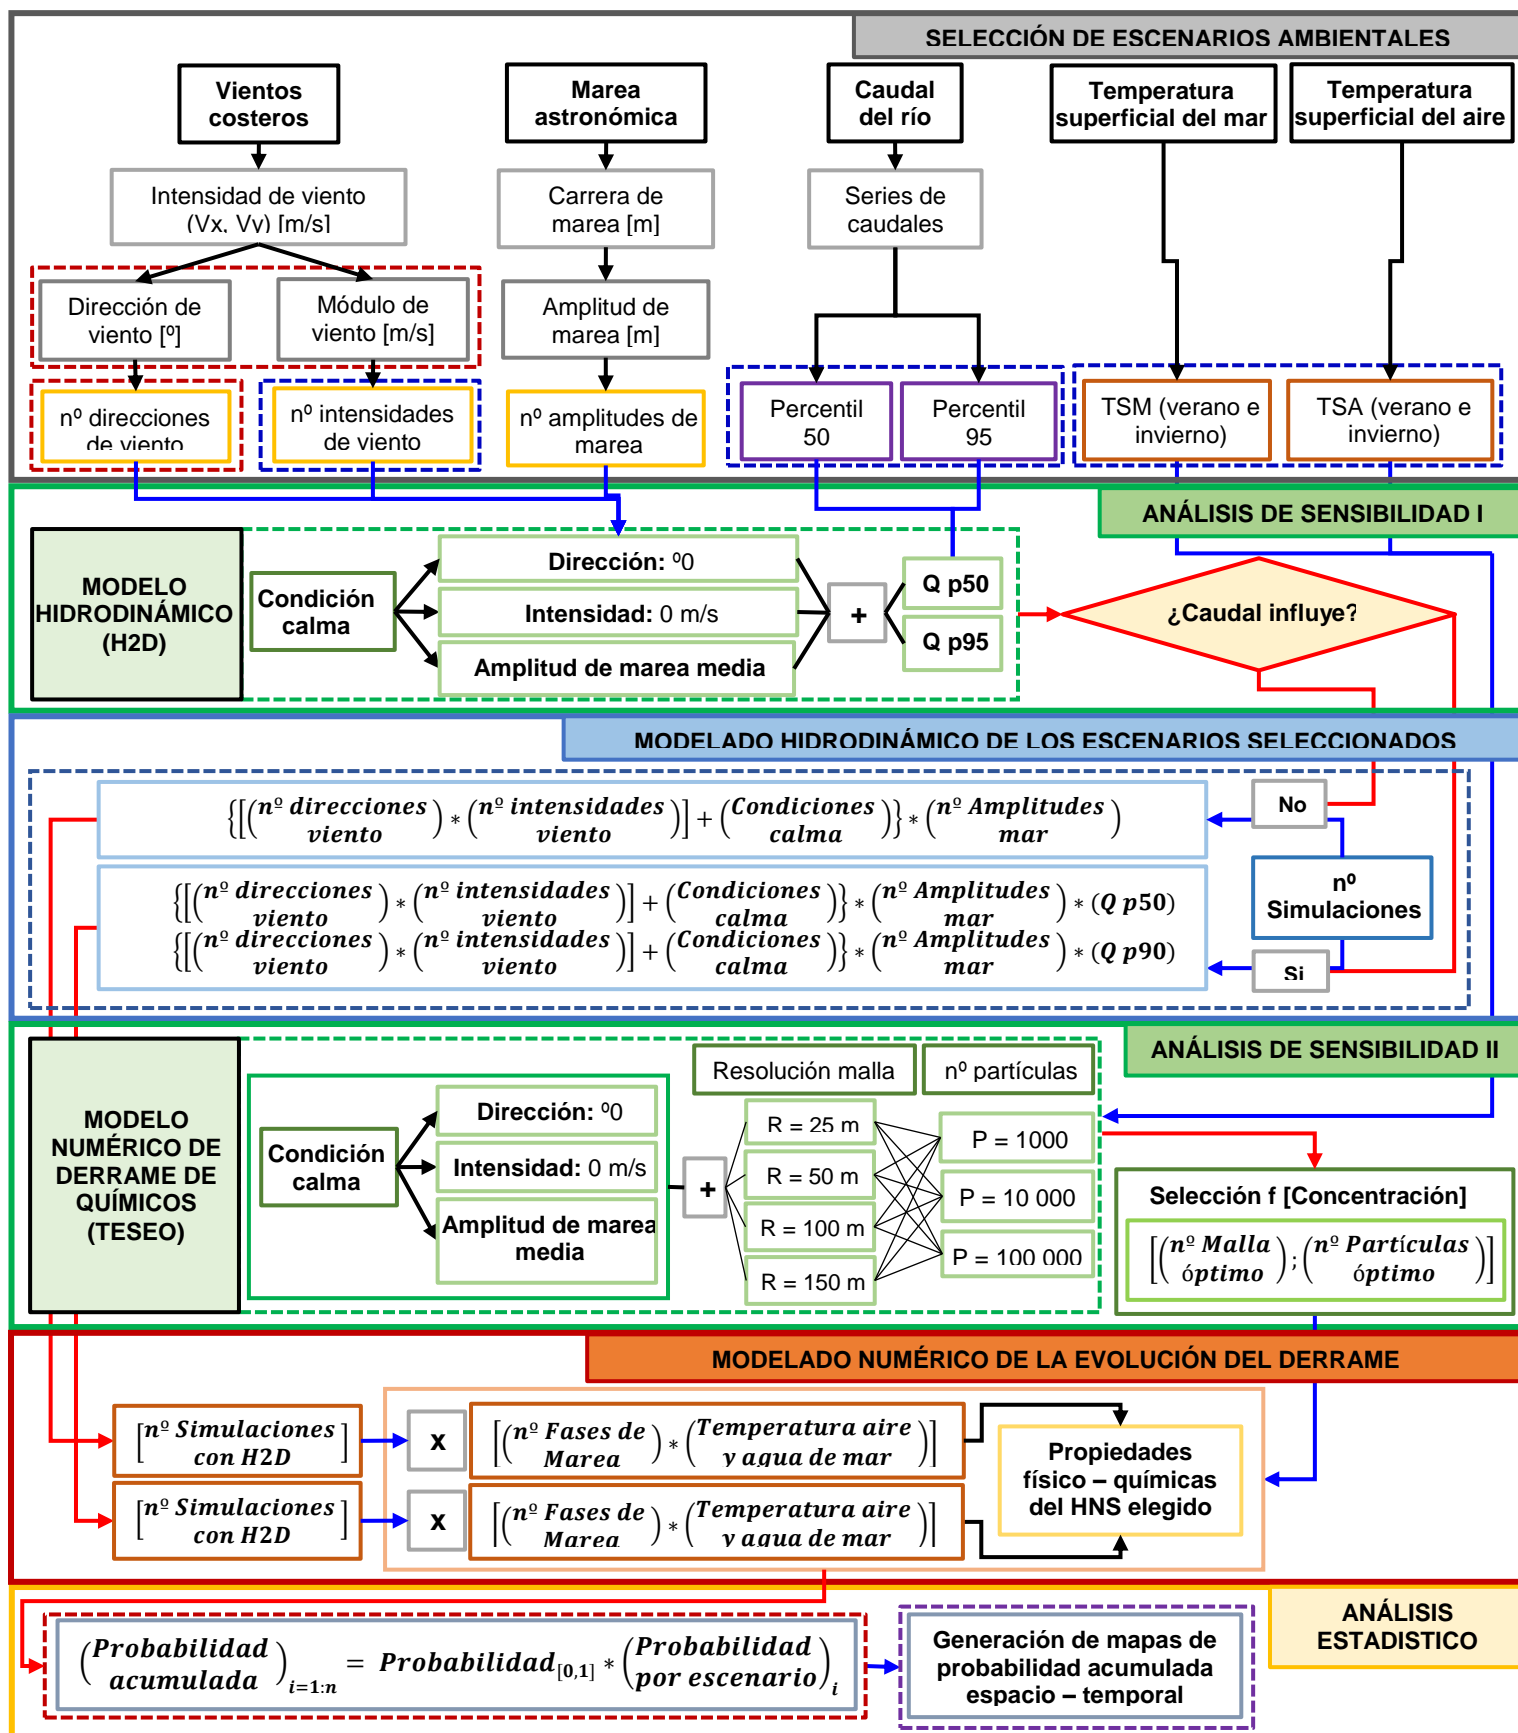 SELECCIÓN DE ESCENARIOS AMBIENTALES
Vientos
costeros
Marea
astronómica
Caudal
del río
Temperatura
superficial del mar
Temperatura
superficial del aire
Intensidad de viento
(Vx, Vy) [m/s]
Carrera de
marea [m]
Series de
caudales
Dirección de
viento [º]
Módulo de
viento [m/s]
Amplitud de
marea [m]
nº direcciones
de viento
nº intensidades
de viento
nº amplitudes de
marea
Percentil
50
Percentil
95
TSM (verano e
invierno)
TSA (verano e
invierno)
ANÁLISIS DE SENSIBILIDAD I
MODELO
HIDRODINÁMICO
(H2D)
Condición
calma
Dirección: º0
Intensidad: 0 m/s
Amplitud de marea media
+
Q p50
Q p95
¿Caudal influye?
MODELADO HIDRODINÁMICO DE LOS ESCENARIOS SELECCIONADOS
{[(nº direcciones viento) * (nº intensidades viento)] + (Condiciones calma)} * (nº Amplitudes mar)
No
{[(nº direcciones viento) * (nº intensidades viento)] + (Condiciones calma)} * (nº Amplitudes mar) * (Q p50)
{[(nº direcciones viento) * (nº intensidades viento)] + (Condiciones calma)} * (nº Amplitudes mar) * (Q p90)
nº
Simulaciones
Si
ANÁLISIS DE SENSIBILIDAD II
MODELO
NUMÉRICO DE
DERRAME DE
QUÍMICOS
(TESEO)
Condición
calma
Dirección: º0
Intensidad: 0 m/s
Amplitud de marea
media
+
Resolución malla
R = 25 m
R = 50 m
R = 100 m
R = 150 m
nº partículas
P = 1000
P = 10 000
P = 100 000
Selección f [Concentración]
[(nº Malla óptimo) ; (nº Partículas óptimo)]
MODELADO NUMÉRICO DE LA EVOLUCIÓN DEL DERRAME
[nº Simulaciones con H2D]
x
[(nº Fases de Marea) * (Temperatura aire y agua de mar)]
[nº Simulaciones con H2D]
x
[(nº Fases de Marea) * (Temperatura aire y agua de mar)]
Propiedades
físico – químicas
del HNS elegido
ANÁLISIS
ESTADISTICO
(Probabilidad acumulada)i=1:n = Probabilidad[0,1] * (Probabilidad por escenario)i
Generación de mapas de
probabilidad acumulada
espacio – temporal